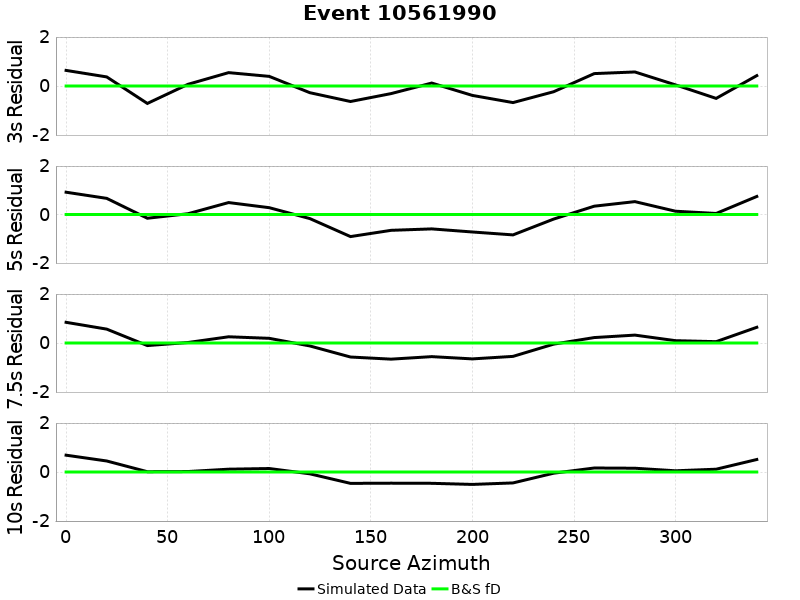 Event 10561990
3s Residual
2
0
-2
5s Residual
2
0
-2
7.5s Residual
2
0
-2
10s Residual
2
0
-2
0 50 100 150 200 250 300
Source Azimuth
Simulated Data B&S fD